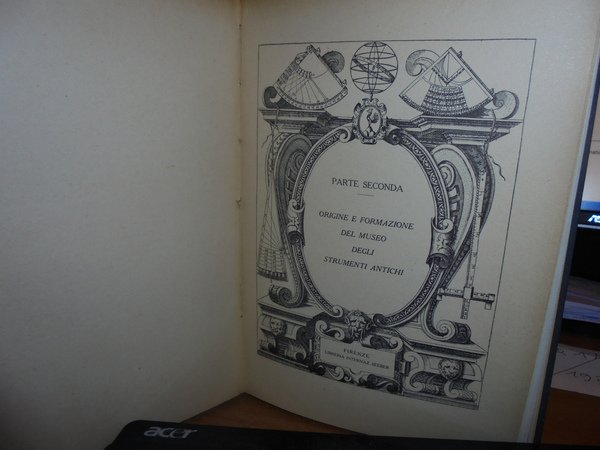 PARTE SECONDA
ORIGINE E FORMAZIONE
DEL MUSEO
DEGLI
STRUMENTI ANTICHI
FIRENZE
LIBRERIA INTERNAZ. SEEBER
acer